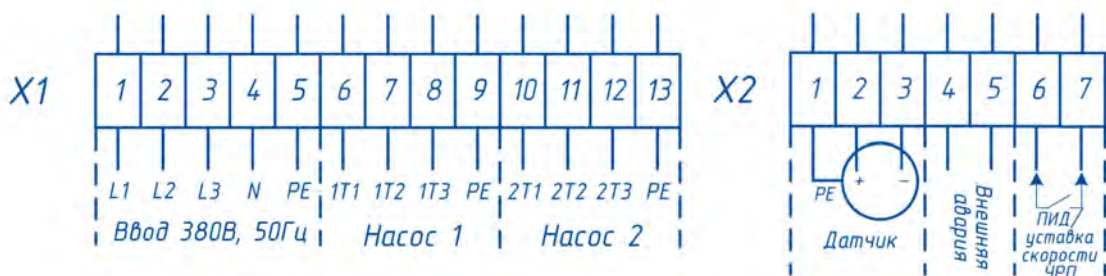 X1 1 2 3 4 5 6 7 8 9 10 11 12 13
L1 L2 L3 N PE 1T1 1T2 1T3 PE 2T1 2T2 2T3 PE
Ввод 380В, 50Гц Насос 1 Насос 2
X2 1 2 3 4 5 6 7
PE + −
Датчик
Внешняя
авария
ПИД/
уставка
скорости
ЧРП